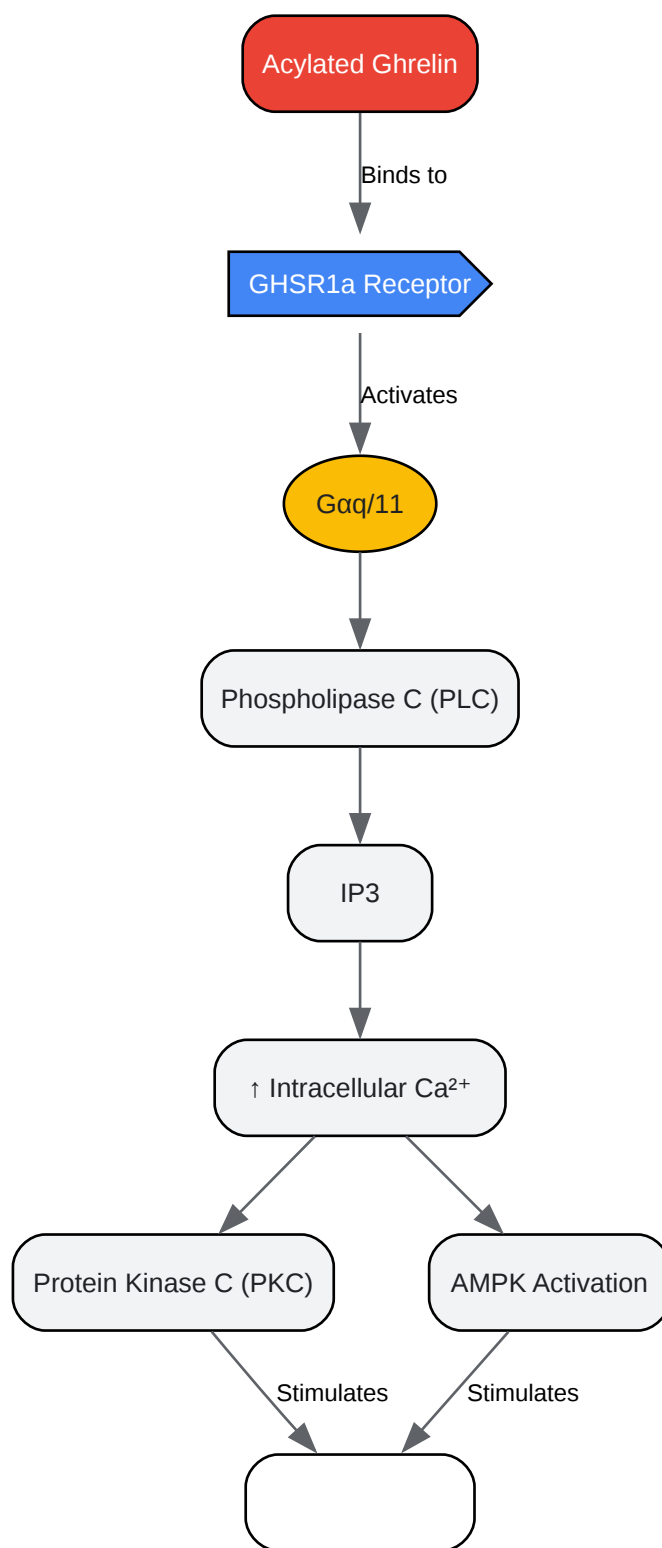 Acylated Ghrelin
Binds to
GHSR1a Receptor
Activates
Gαq/11
Phospholipase C (PLC)
IP3
↑ Intracellular Ca²⁺
Protein Kinase C (PKC)
AMPK Activation
Stimulates
Stimulates